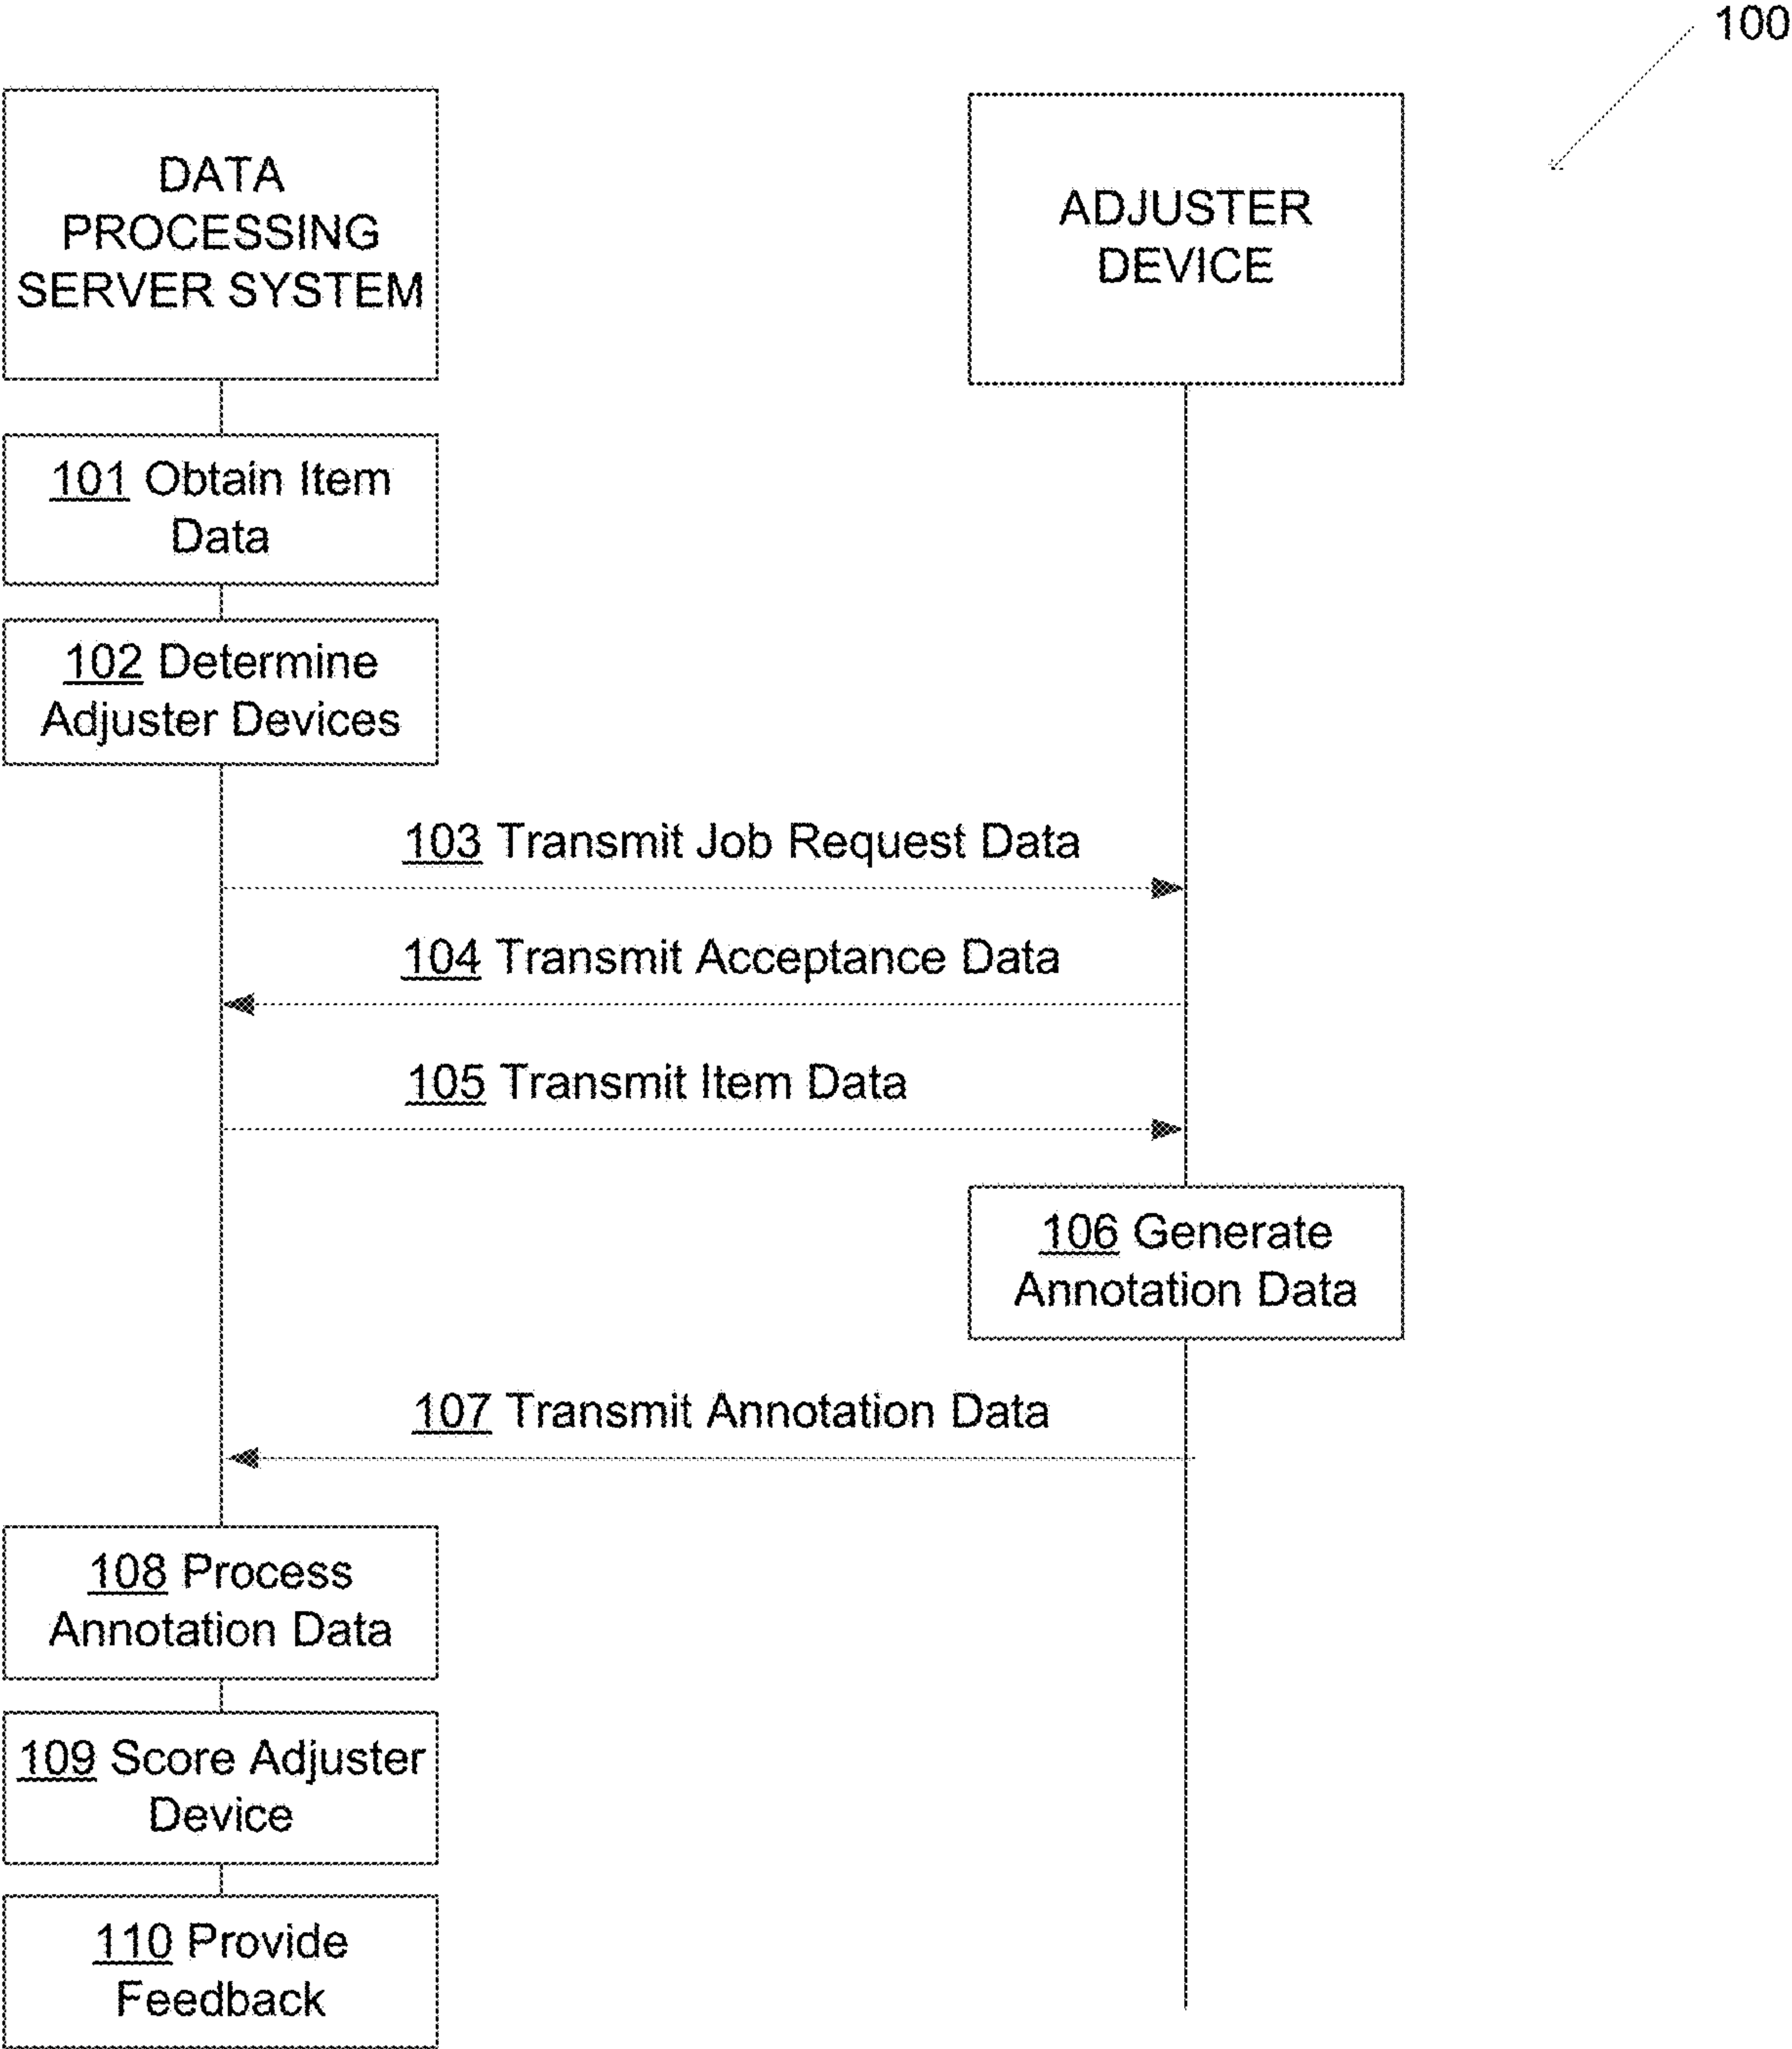 100
DATA
PROCESSING
SERVER SYSTEM
ADJUSTER
DEVICE
101 Obtain Item
Data
102 Determine
Adjuster Devices
103 Transmit Job Request Data
104 Transmit Acceptance Data
105 Transmit Item Data
106 Generate
Annotation Data
107 Transmit Annotation Data
108 Process
Annotation Data
109 Score Adjuster
Device
110 Provide
Feedback